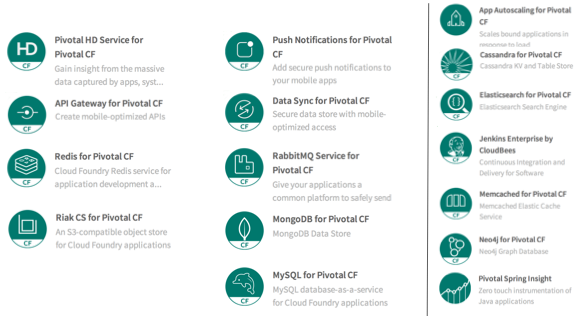 HD
CF
Pivotal HD Service for
Pivotal CF
Gain insight from the massive
data captured by apps, syst...
CF
API Gateway for Pivotal CF
Create mobile-optimized APIs
CF
Redis for Pivotal CF
Cloud Foundry Redis service for
application development a...
CF
Riak CS for Pivotal CF
An S3-compatible object store
for Cloud Foundry applications
CF
Push Notifications for Pivotal
CF
Add secure push notifications to
your mobile apps
CF
Data Sync for Pivotal CF
Secure data store with mobile-
optimized access
CF
RabbitMQ Service for
Pivotal CF
Give your applications a
common platform to safely send
CF
MongoDB for Pivotal CF
MongoDB Data Store
CF
MySQL for Pivotal CF
MySQL database-as-a-service
for Cloud Foundry applications
App Autoscaling for Pivotal
CF
Scales bound applications in
response to load
CF
Cassandra for Pivotal CF
Cassandra KV and Table Store
CF
Elasticsearch for Pivotal CF
Elasticsearch Search Engine
CF
Jenkins Enterprise by
CloudBees
Continuous Integration and
Delivery for Software
CF
Memcached for Pivotal CF
Memcached Elastic Cache
Service
CF
Neo4j for Pivotal CF
Neo4j Graph Database
CF
Pivotal Spring Insight
Zero touch instrumentation of
Java applications